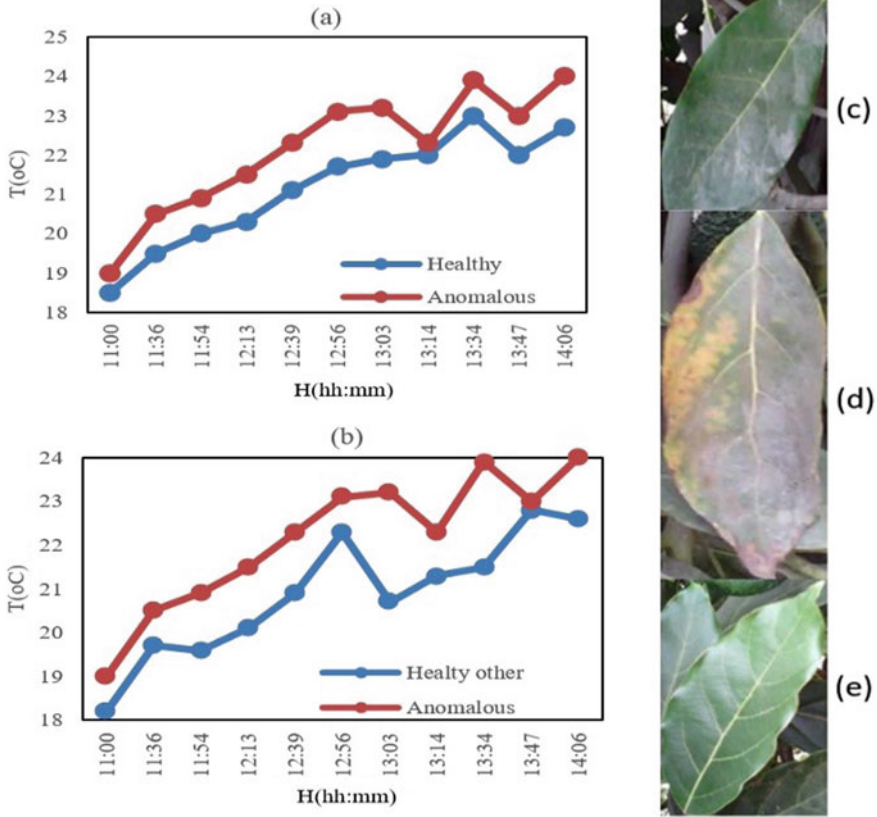 (a)
25
24
23
22
21
20
19
18
T(oC)
Healthy
Anomalous
11:00
11:36
11:54
12:13
12:39
12:56
13:03
13:14
13:34
13:47
14:06
H(hh:mm)
(b)
24
23
22
21
20
19
18
T(oC)
Healty other
Anomalous
11:00
11:36
11:54
12:13
12:39
12:56
13:03
13:14
13:34
13:47
14:06
H(hh:mm)
(c)
(d)
(e)